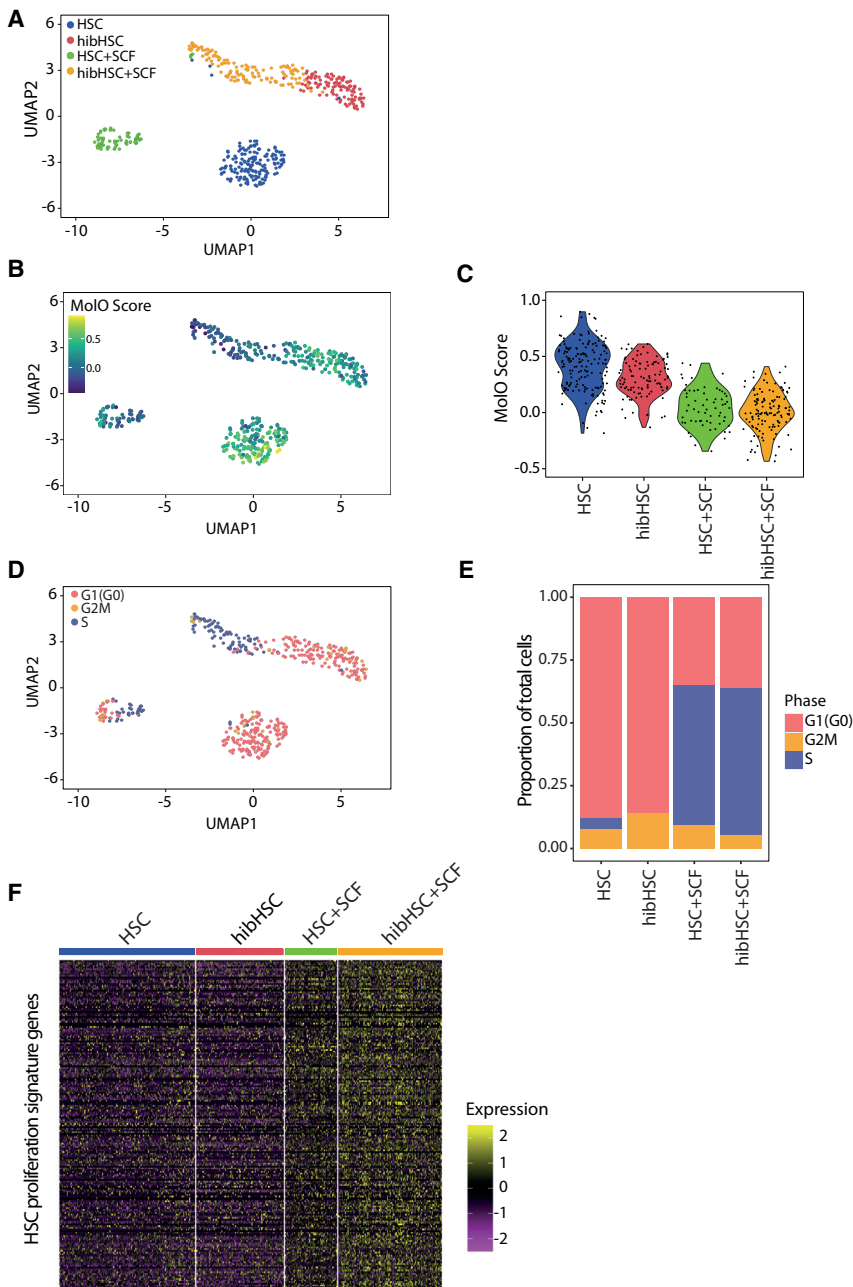 A
HSC
hibHSC
HSC+SCF
hibHSC+SCF
UMAP2
6
3
0
-3
-6
-10
-5
0
5
UMAP1
B
MolO Score
0.5
0.0
UMAP2
6
3
0
-3
-6
-10
-5
0
5
UMAP1
C
MolO Score
1.0
0.5
0.0
-0.5
HSC
hibHSC
HSC+SCF
hibHSC+SCF
D
G1(G0)
G2M
S
UMAP2
6
3
0
-3
-6
-10
-5
0
5
UMAP1
E
Proportion of total cells
1.00
0.75
0.50
0.25
0.00
HSC
hibHSC
HSC+SCF
hibHSC+SCF
Phase
G1(G0)
G2M
S
F
HSC
hibHSC
HSC+SCF
hibHSC+SCF
HSC proliferation signature genes
Expression
2
1
0
-1
-2